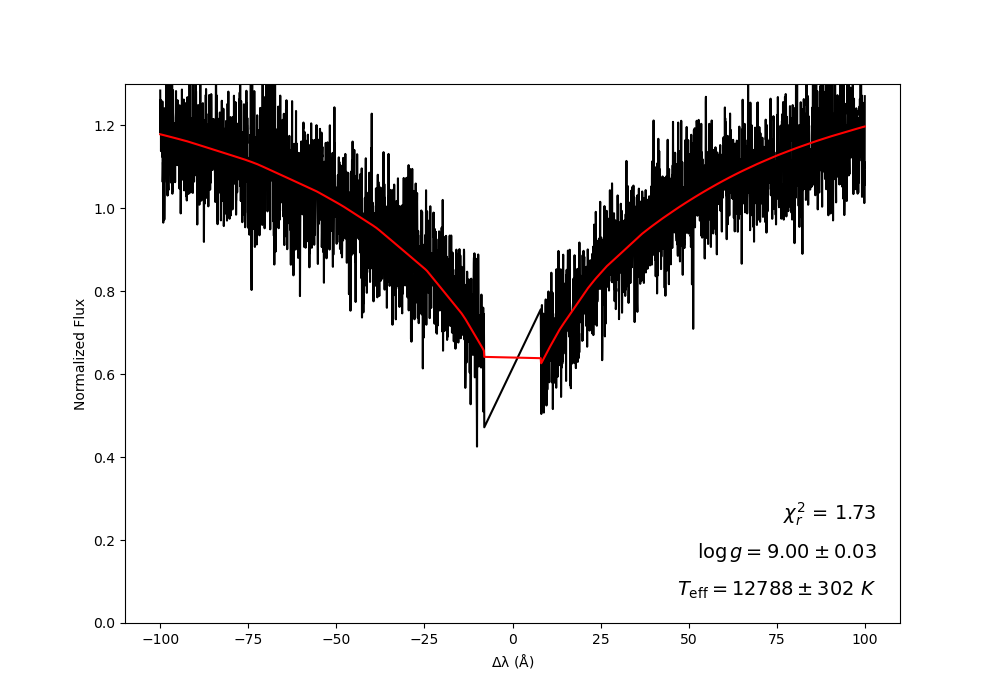 1.2
1.0
0.8
0.6
0.4
0.2
0.0
Normalized Flux
χ²ᵣ = 1.73
log g = 9.00 ± 0.03
T_eff = 12788 ± 302 K
−100 −75 −50 −25 0 25 50 75 100
Δλ (Å)